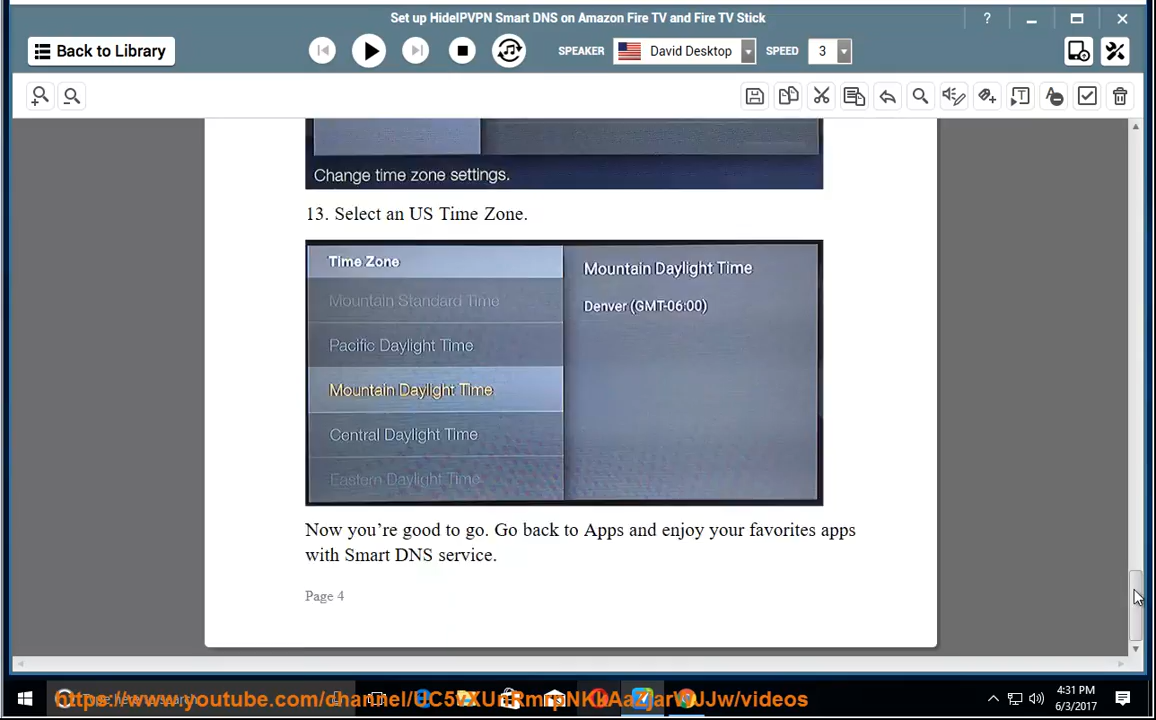 Set up HideIPVPN Smart DNS on Amazon Fire TV and Fire TV Stick
Back to Library
SPEAKER
David Desktop
SPEED
3
Change time zone settings.
13. Select an US Time Zone.
Time Zone
Mountain Standard Time
Pacific Daylight Time
Mountain Daylight Time
Central Daylight Time
Eastern Daylight Time
Mountain Daylight Time
Denver (GMT-06:00)
Now you're good to go. Go back to Apps and enjoy your favorites apps
with Smart DNS service.
Page 4
4:31 PM
6/3/2017